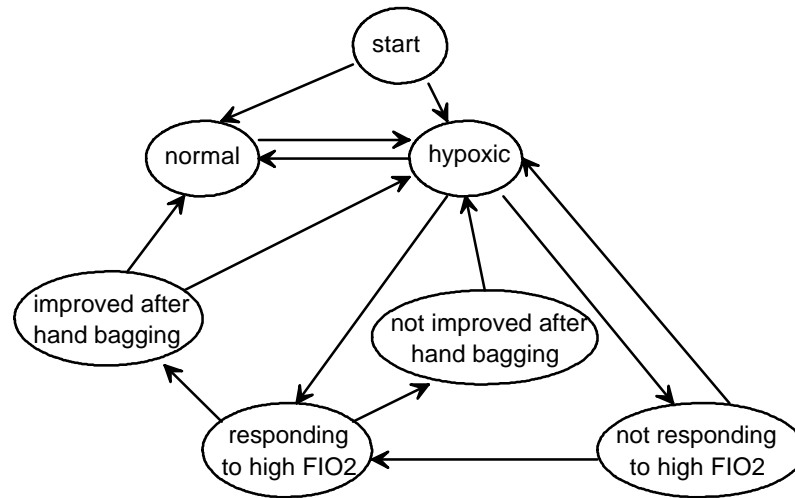 start
normal
hypoxic
improved after
hand bagging
not improved after
hand bagging
responding
to high FIO2
not responding
to high FIO2